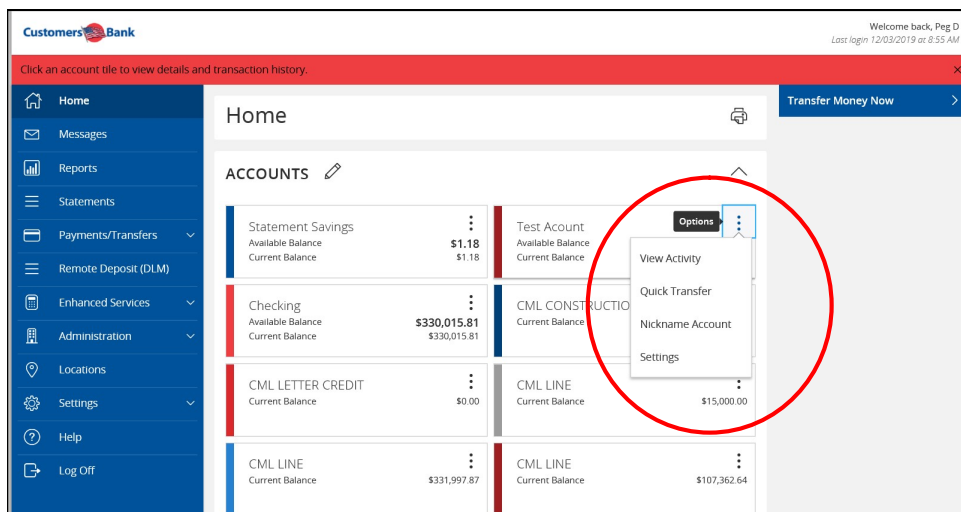 Customers Bank
Welcome back, Peg D
Last login 12/03/2019 at 8:55 AM
Click an account tile to view details and transaction history.
Home
Messages
Reports
Statements
Payments/Transfers
Remote Deposit (DLM)
Enhanced Services
Administration
Locations
Settings
Help
Log Off
Home
Transfer Money Now
ACCOUNTS
Statement Savings
Available Balance $1.18
Current Balance $1.18
Test Acount
Available Balance
Current Balance
Options
View Activity
Quick Transfer
Nickname Account
Settings
Checking
Available Balance $330,015.81
Current Balance $330,015.81
CML CONSTRUCTIO
Current Balance
CML LETTER CREDIT
Current Balance $0.00
CML LINE
Current Balance $15,000.00
CML LINE
Current Balance $331,997.87
CML LINE
Current Balance $107,362.64